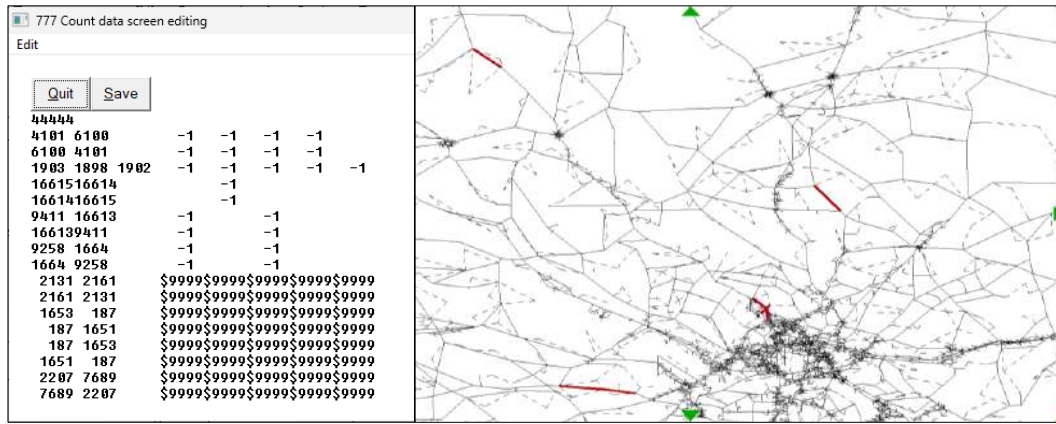 777 Count data screen editing
Edit
Quit Save
44444
4101 6100 -1 -1 -1 -1
6100 4101 -1 -1 -1 -1
1903 1898 1902 -1 -1 -1 -1 -1
1661516614 -1
1661416615 -1
9411 16613 -1 -1
166139411 -1 -1
9258 1664 -1 -1
1664 9258 -1 -1
2131 2161 $9999$9999$9999$9999$9999
2161 2131 $9999$9999$9999$9999$9999
1653 187 $9999$9999$9999$9999$9999
187 1651 $9999$9999$9999$9999$9999
187 1653 $9999$9999$9999$9999$9999
1651 187 $9999$9999$9999$9999$9999
2207 7689 $9999$9999$9999$9999$9999
7689 2207 $9999$9999$9999$9999$9999